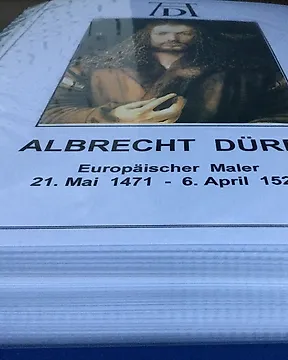 ALBRECHT DÜR
Europäischer Maler
21. Mai 1471 - 6. April 152